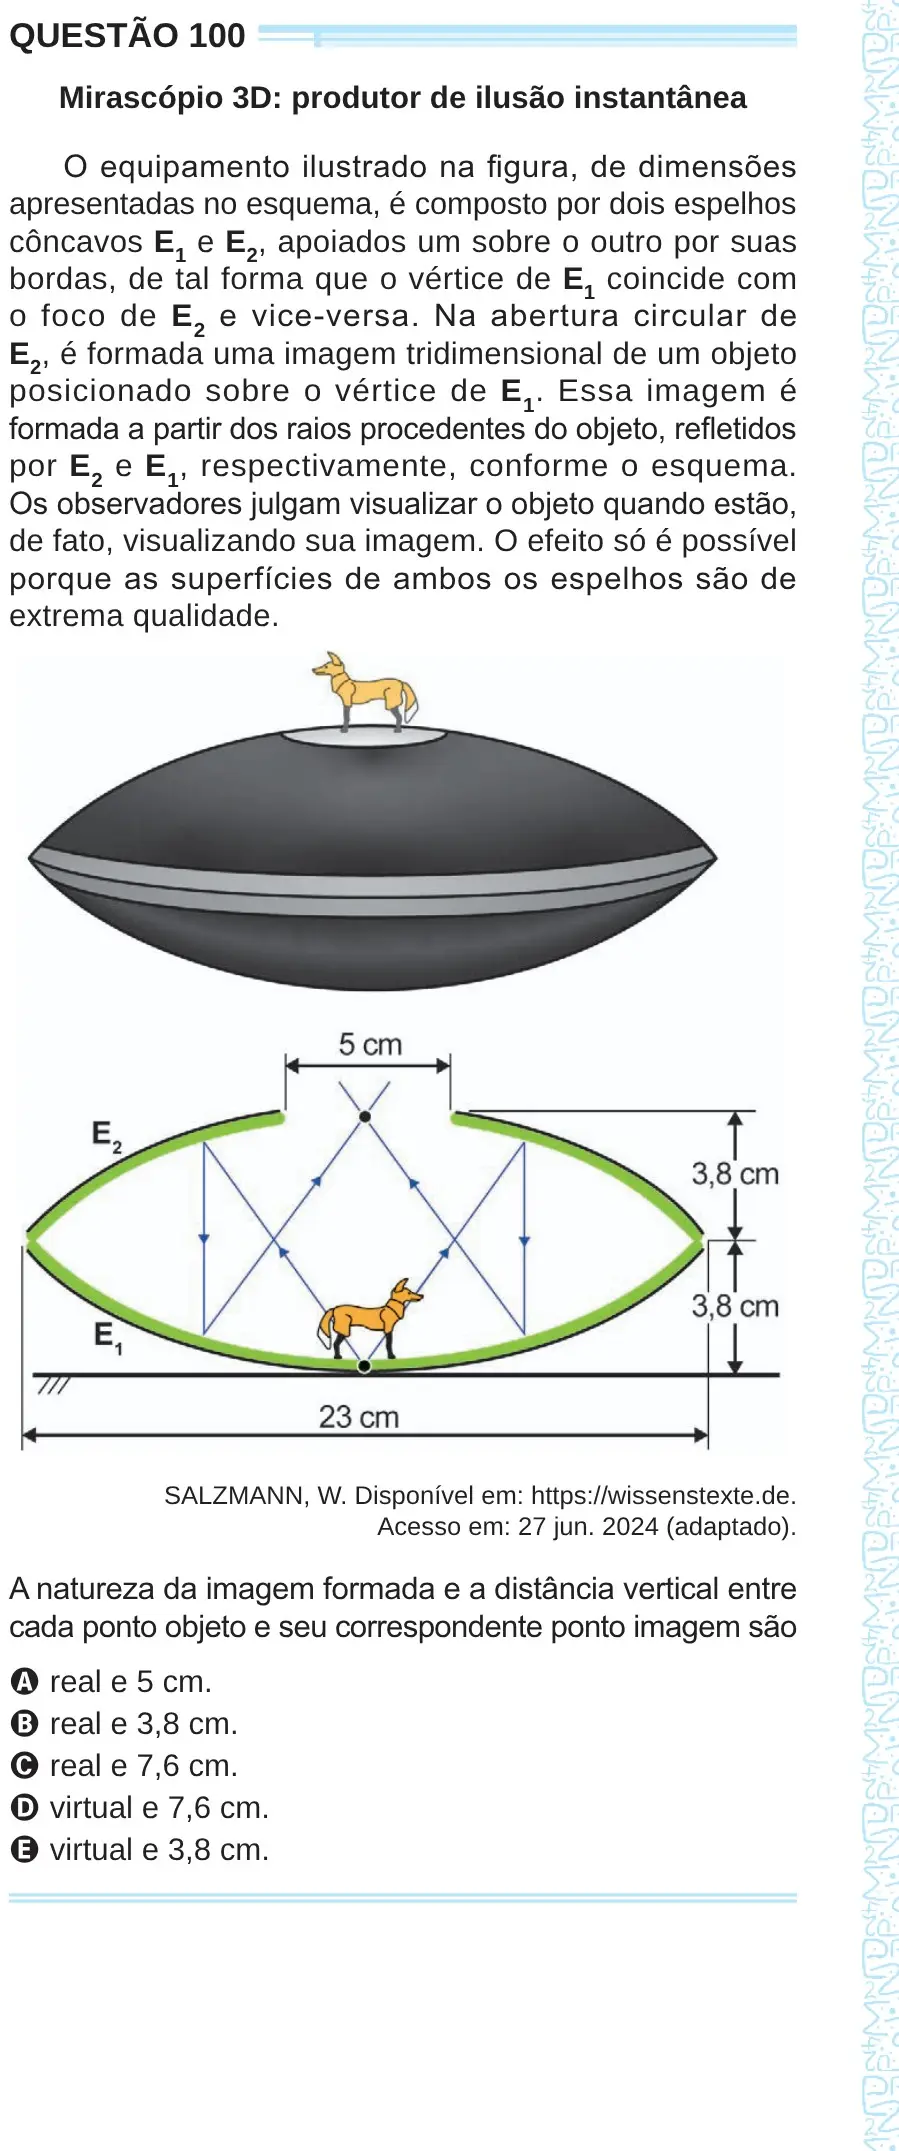 QUESTÃO 100
Mirascópio 3D: produtor de ilusão instantânea
O equipamento ilustrado na figura, de dimensões
apresentadas no esquema, é composto por dois espelhos
côncavos E1 e E2, apoiados um sobre o outro por suas
bordas, de tal forma que o vértice de E1 coincide com
o foco de E2 e vice-versa. Na abertura circular de
E2, é formada uma imagem tridimensional de um objeto
posicionado sobre o vértice de E1. Essa imagem é
formada a partir dos raios procedentes do objeto, refletidos
por E2 e E1, respectivamente, conforme o esquema.
Os observadores julgam visualizar o objeto quando estão,
de fato, visualizando sua imagem. O efeito só é possível
porque as superfícies de ambos os espelhos são de
extrema qualidade.
5 cm
E2
3,8 cm
3,8 cm
E1
23 cm
SALZMANN, W. Disponível em: https://wissenstexte.de.
Acesso em: 27 jun. 2024 (adaptado).
A natureza da imagem formada e a distância vertical entre
cada ponto objeto e seu correspondente ponto imagem são
A real e 5 cm.
B real e 3,8 cm.
C real e 7,6 cm.
D virtual e 7,6 cm.
E virtual e 3,8 cm.